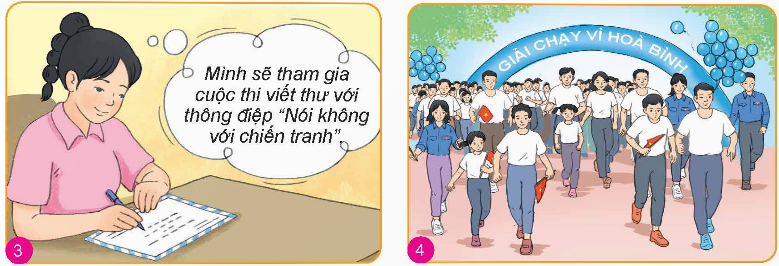 Mình sẽ tham gia
cuộc thi viết thư với
thông điệp “Nói không
với chiến tranh”.
3
GIẢI CHẠY VÌ HOÀ BÌNH
4